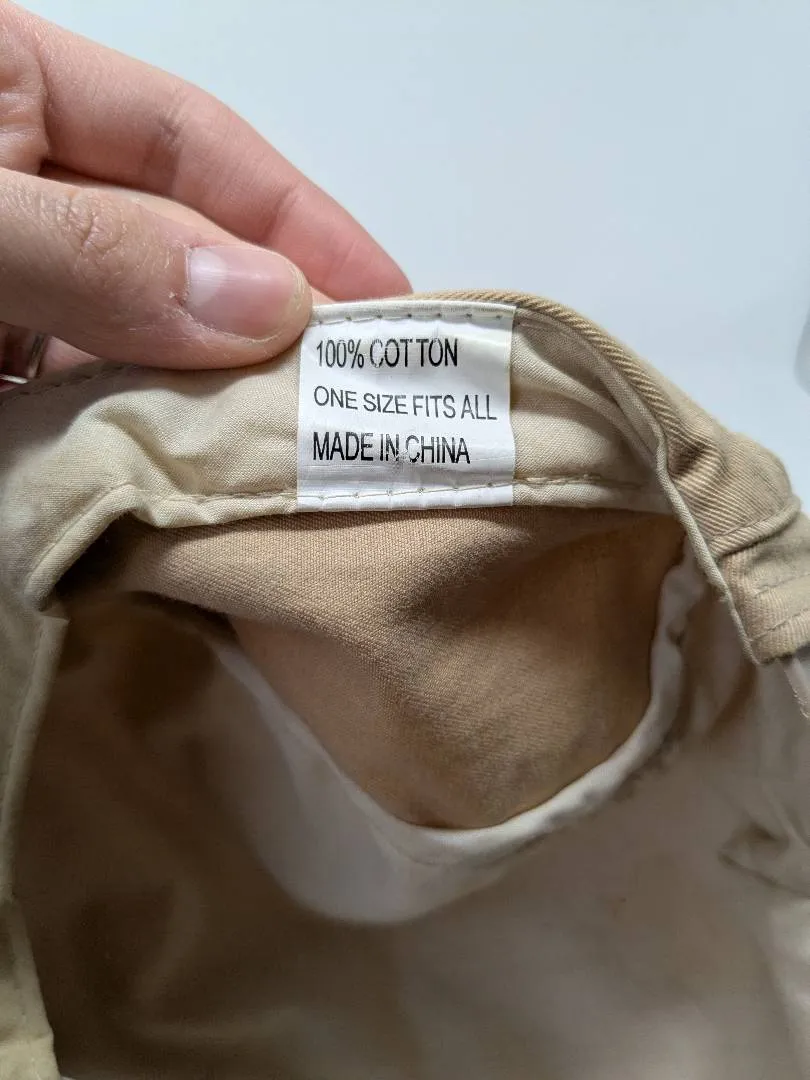 100% COTTON
ONE SIZE FITS ALL
MADE IN CHINA